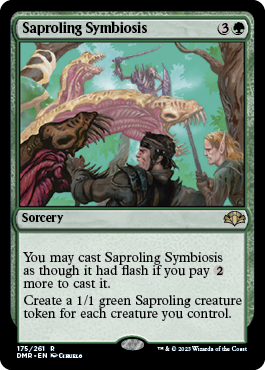 Saproling Symbiosis 3
Sorcery
You may cast Saproling Symbiosis
as though it had flash if you pay 2
more to cast it.
Create a 1/1 green Saproling creature
token for each creature you control.
175/261 R
DMR • EN Ciruelo
™ & © 2023 Wizards of the Coast